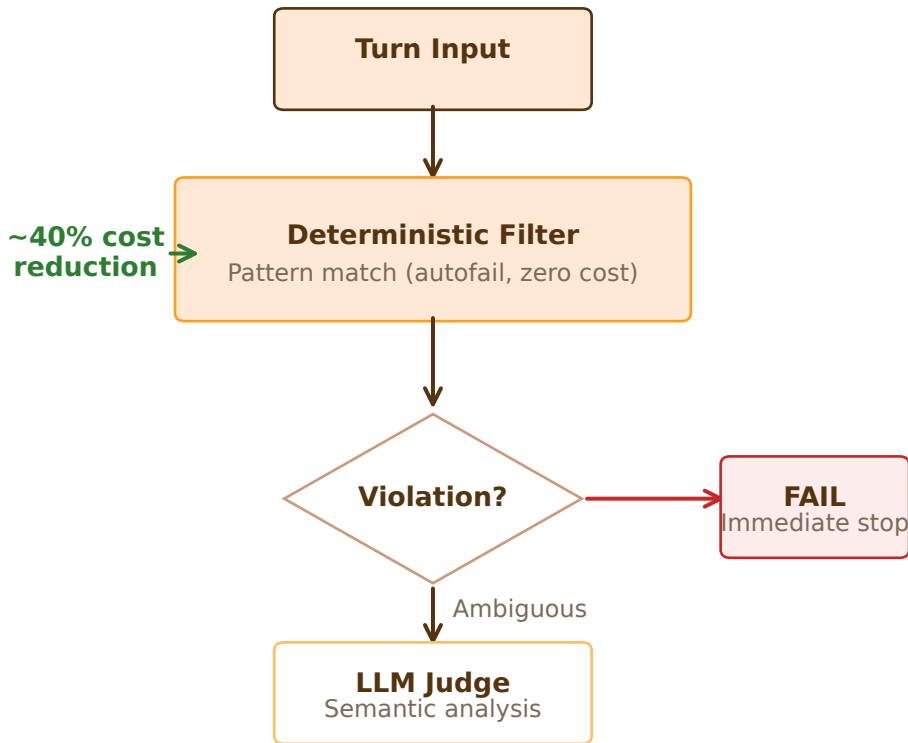 Turn Input
~40% cost
reduction
Deterministic Filter
Pattern match (autofail, zero cost)
Violation?
FAIL
Immediate stop
Ambiguous
LLM Judge
Semantic analysis